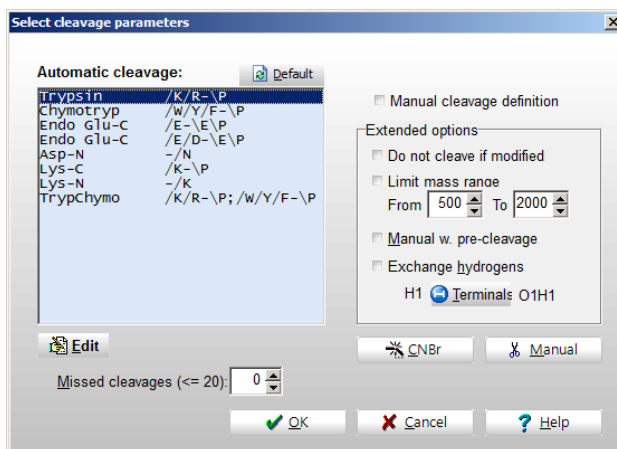 Select cleavage parameters
Automatic cleavage:
Default
Trypsin /K/R-\P
Chymotryp /W/Y/F-\P
Endo Glu-C /E-\E\P
Endo Glu-C /E/D-\E\P
Asp-N -/N
Lys-C /K-\P
Lys-N -/K
TrypChymo /K/R-\P;/W/Y/F-\P
Edit
Missed cleavages (<= 20): 0
Manual cleavage definition
Extended options
Do not cleave if modified
Limit mass range
From 500 To 2000
Manual w. pre-cleavage
Exchange hydrogens
H1 Terminals O1H1
CNBr Manual
OK Cancel Help